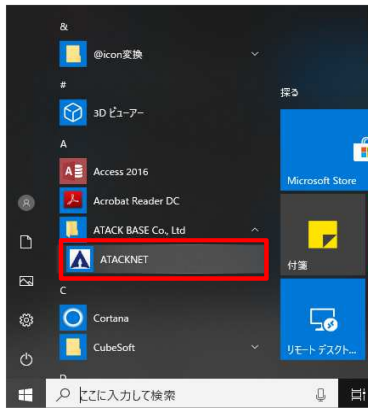 &
@icon変換
#
3D ビューアー
A
Access 2016
Acrobat Reader DC
ATACK BASE Co., Ltd
ATACKNET
C
Cortana
CubeSoft
D
ここに入力して検索
探る
Microsoft Store
付箋
リモート デスクト...